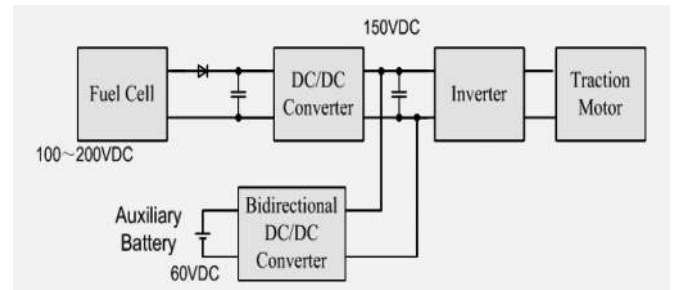 150VDC
Fuel Cell
DC/DC
Converter
Inverter
Traction
Motor
100～200VDC
Auxiliary
Battery
60VDC
Bidirectional
DC/DC
Converter